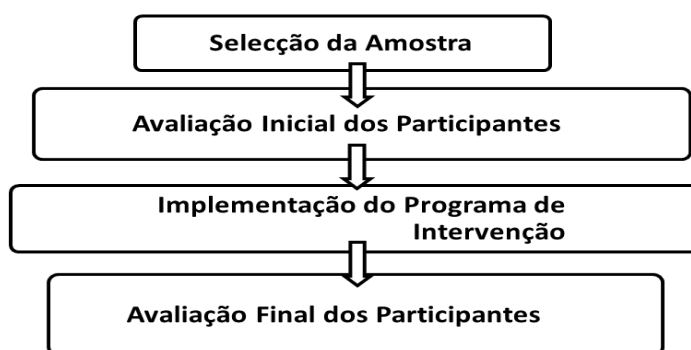 Selecção da Amostra
Avaliação Inicial dos Participantes
Implementação do Programa de
Intervenção
Avaliação Final dos Participantes